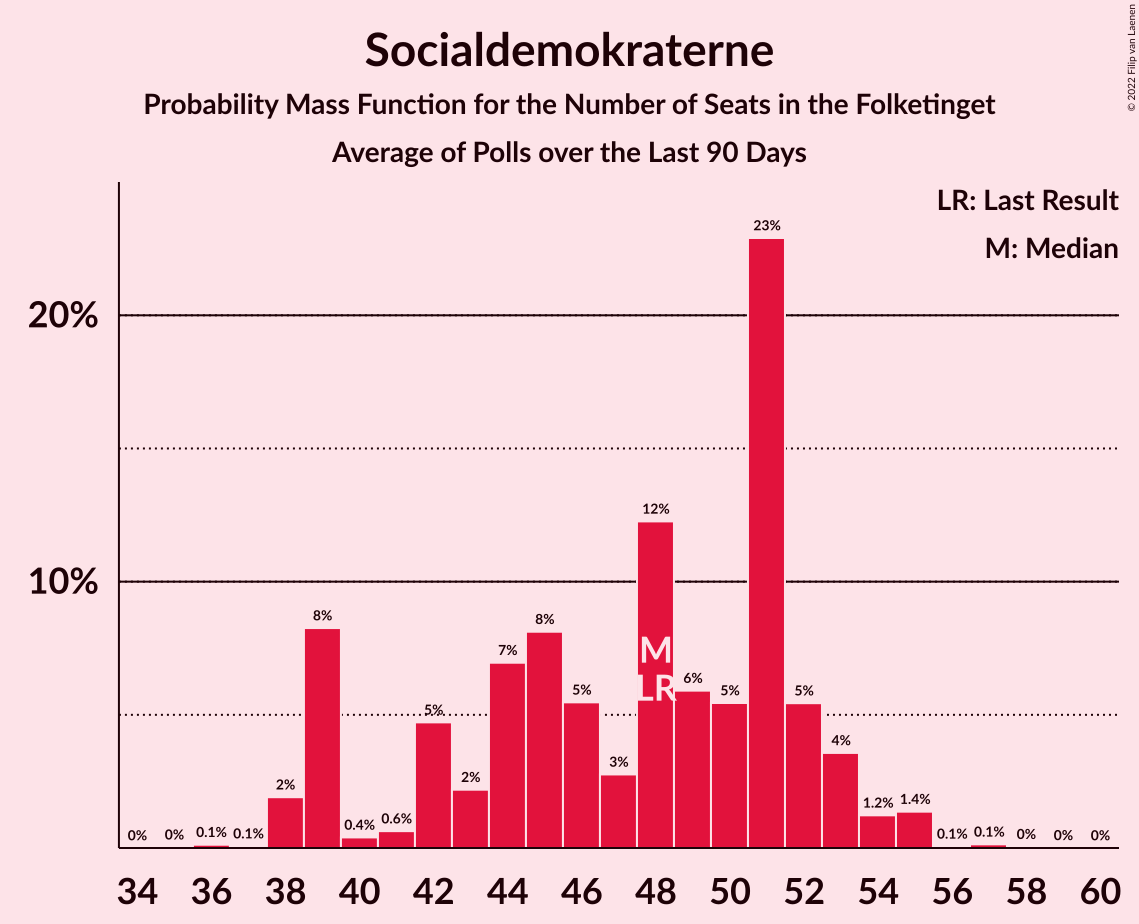 Socialdemokraterne
Probability Mass Function for the Number of Seats in the Folketinget
Average of Polls over the Last 90 Days
© 2022 Filip van Laenen
LR: Last Result
M: Median
20%
10%
0% 0% 0.1% 0.1% 2% 8% 0.4% 0.6% 5% 2% 7% 8% 5% 3% 12% 6% 5% 23% 5% 4% 1.2% 1.4% 0.1% 0.1% 0% 0% 0%
M
LR
34 36 38 40 42 44 46 48 50 52 54 56 58 60